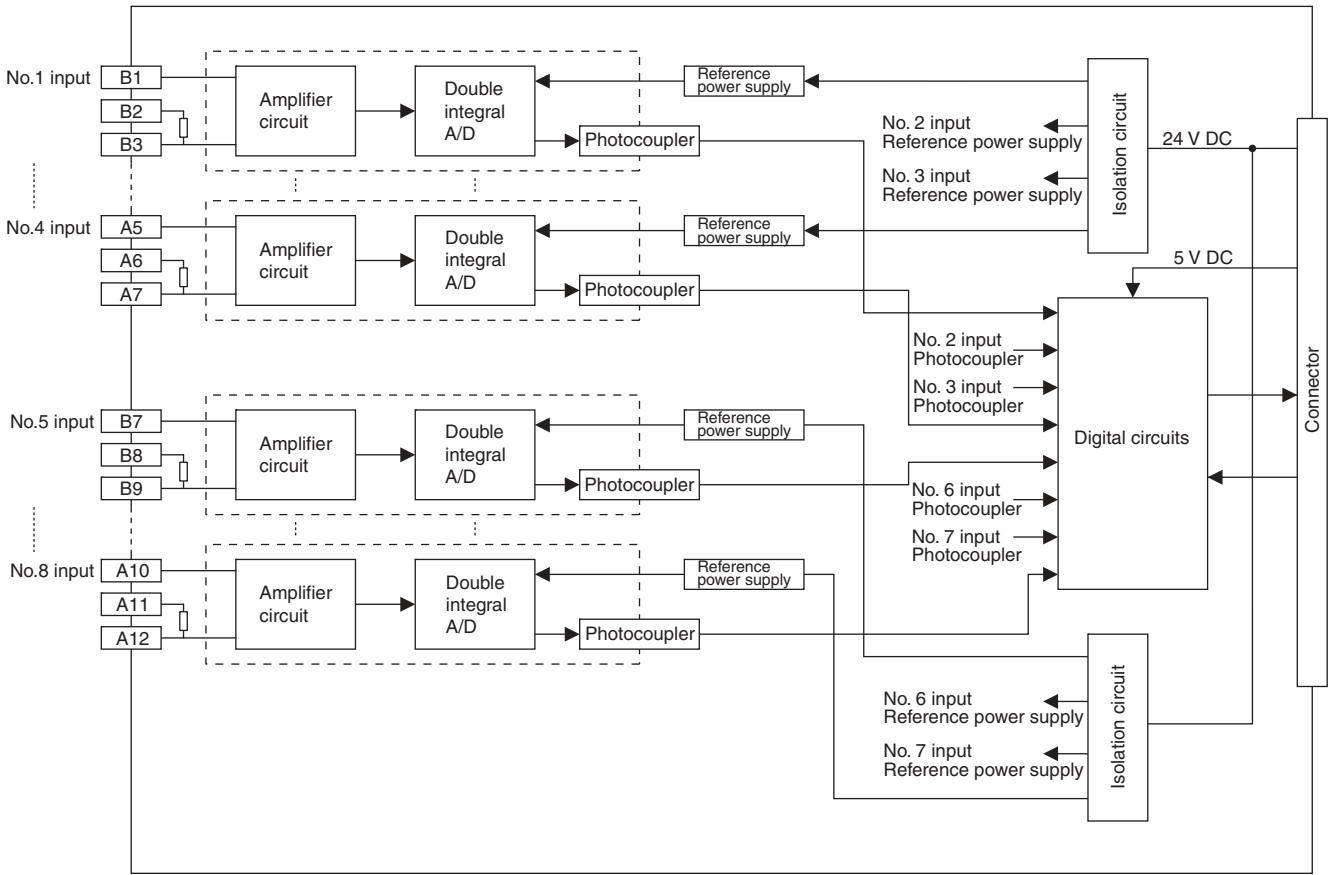 No.1 input
B1
B2
B3
Amplifier
circuit
Double
integral
A/D
Photocoupler
Reference
power supply
No. 2 input
Reference power supply
No. 3 input
Reference power supply
Isolation circuit
24 V DC
No.4 input
A5
A6
A7
Amplifier
circuit
Double
integral
A/D
Photocoupler
Reference
power supply
5 V DC
No. 2 input
Photocoupler
No. 3 input
Photocoupler
Digital circuits
Connector
No.5 input
B7
B8
B9
Amplifier
circuit
Double
integral
A/D
Photocoupler
Reference
power supply
No. 6 input
Photocoupler
No. 7 input
Photocoupler
No.8 input
A10
A11
A12
Amplifier
circuit
Double
integral
A/D
Photocoupler
Reference
power supply
No. 6 input
Reference power supply
No. 7 input
Reference power supply
Isolation circuit